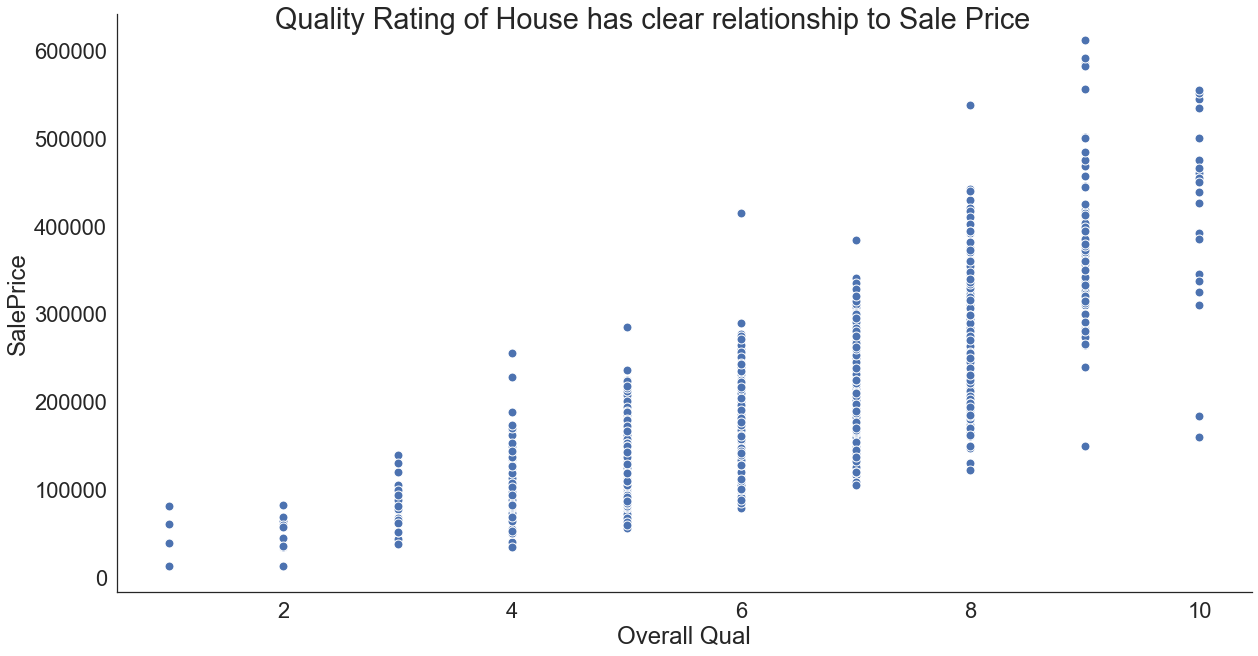 Quality Rating of House has clear relationship to Sale Price
600000
500000
400000
300000
200000
100000
0
SalePrice
2 4 6 8 10
Overall Qual